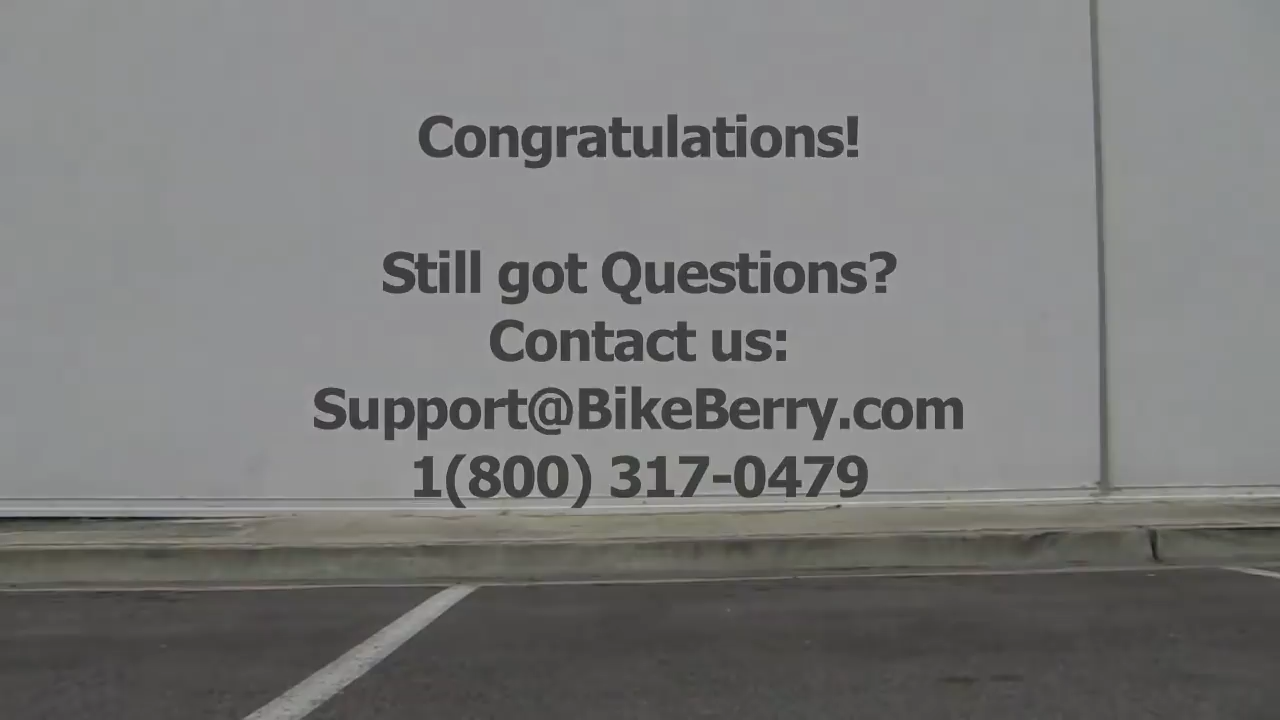 Congratulations!
Still got Questions?
Contact us:
Support@BikeBerry.com
1(800) 317-0479